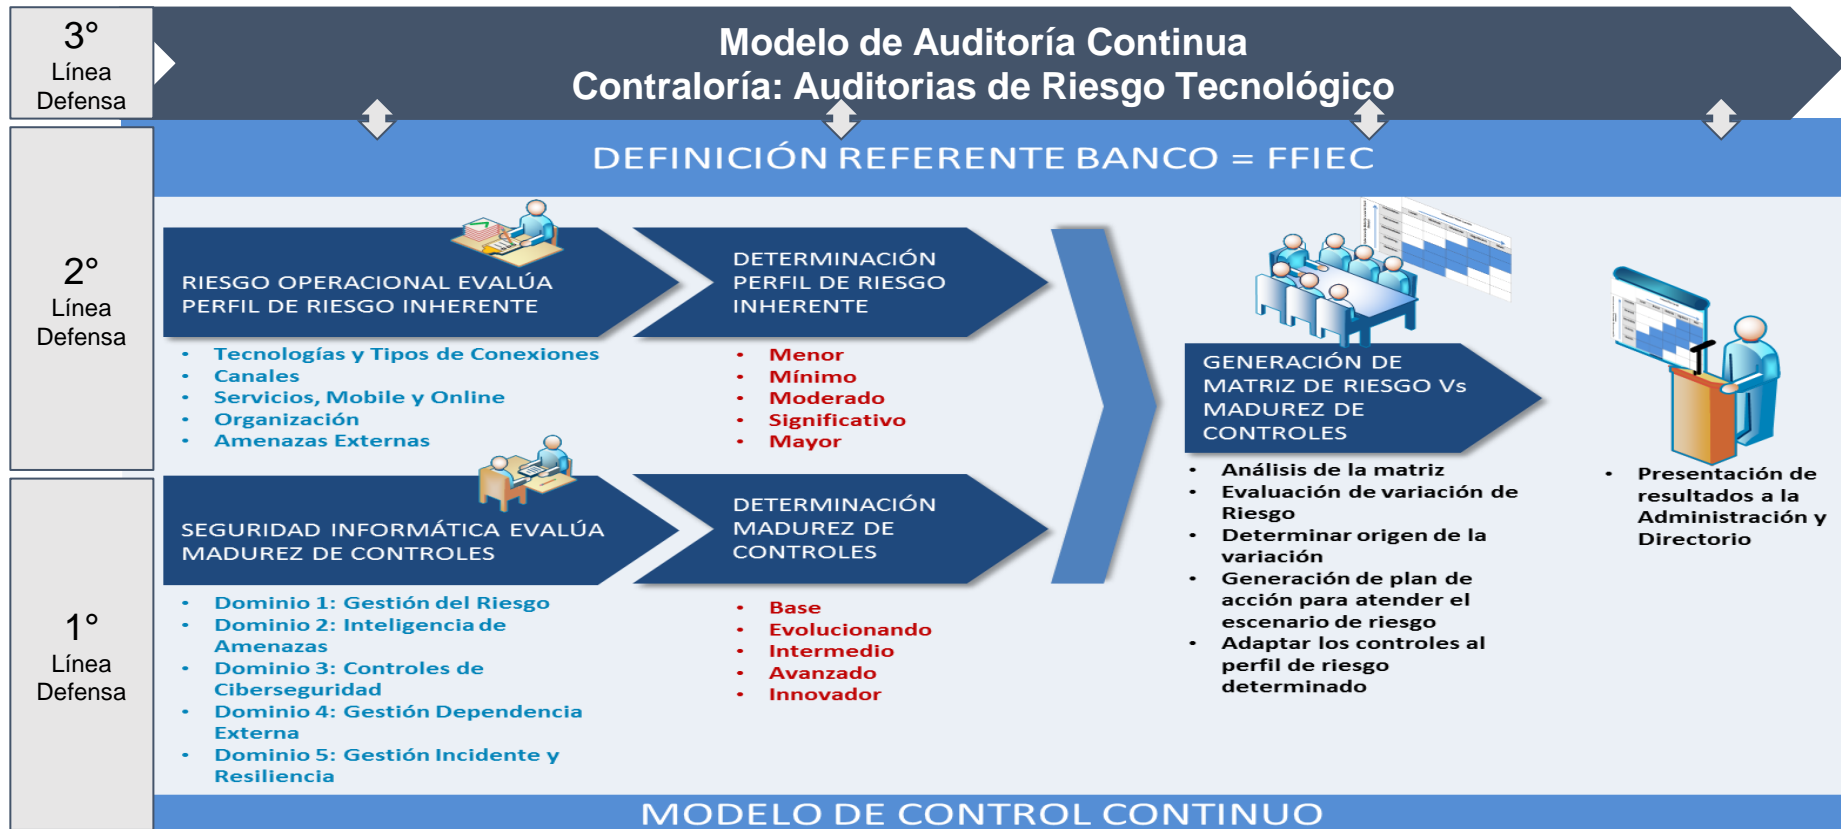 3°
Línea
Defensa
Modelo de Auditoría Continua
Contraloría: Auditorias de Riesgo Tecnológico
2°
Línea
Defensa
DEFINICIÓN REFERENTE BANCO = FFIEC
RIESGO OPERACIONAL EVALÚA
PERFIL DE RIESGO INHERENTE
• Tecnologías y Tipos de Conexiones
• Canales
• Servicios, Mobile y Online
• Organización
• Amenazas Externas
DETERMINACIÓN
PERFIL DE RIESGO
INHERENTE
• Menor
• Mínimo
• Moderado
• Significativo
• Mayor
1°
Línea
Defensa
SEGURIDAD INFORMÁTICA EVALÚA
MADUREZ DE CONTROLES
• Dominio 1: Gestión del Riesgo
• Dominio 2: Inteligencia de
Amenazas
• Dominio 3: Controles de
Ciberseguridad
• Dominio 4: Gestión Dependencia
Externa
• Dominio 5: Gestión Incidente y
Resiliencia
DETERMINACIÓN
MADUREZ DE
CONTROLES
• Base
• Evolucionando
• Intermedio
• Avanzado
• Innovador
GENERACIÓN DE
MATRIZ DE RIESGO Vs
MADUREZ DE
CONTROLES
• Análisis de la matriz
• Evaluación de variación de
Riesgo
• Determinar origen de la
variación
• Generación de plan de
acción para atender el
escenario de riesgo
• Adaptar los controles al
perfil de riesgo
determinado
• Presentación de
resultados a la
Administración y
Directorio
MODELO DE CONTROL CONTINUO